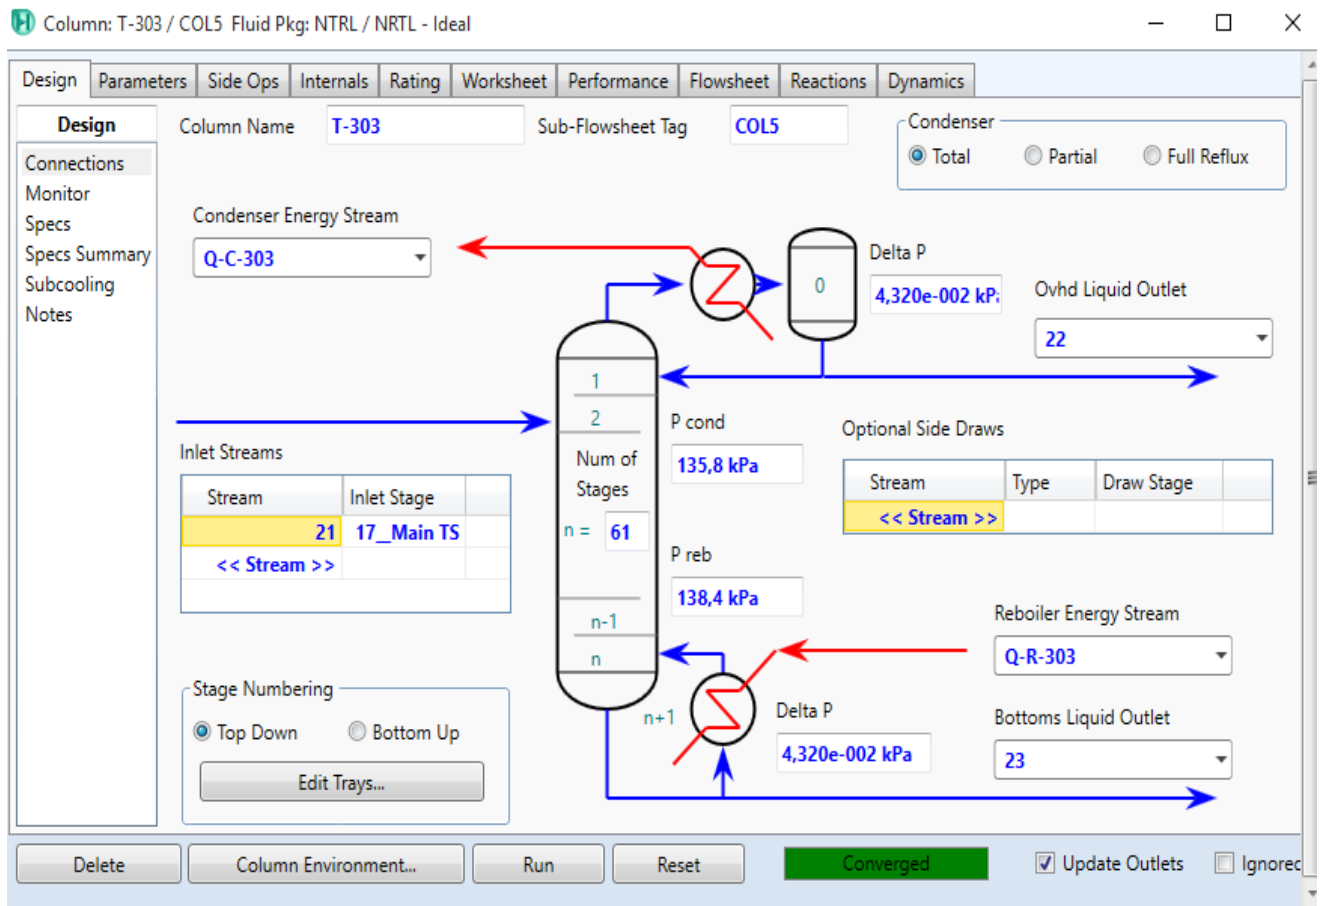 Column: T-303 / COL5 Fluid Pkg: NTRL / NRTL - Ideal
Design Parameters Side Ops Internals Rating Worksheet Performance Flowsheet Reactions Dynamics
Design
Connections
Monitor
Specs
Specs Summary
Subcooling
Notes
Column Name T-303 Sub-Flowsheet Tag COL5
Condenser
Total Partial Full Reflux
Condenser Energy Stream
Q-C-303
0
Delta P
4,320e-002 kPa
Ovhd Liquid Outlet
22
1
2
Num of
Stages
n = 61
n-1
n
n+1
P cond
135,8 kPa
P reb
138,4 kPa
Inlet Streams
Stream Inlet Stage
21 17__Main TS
<< Stream >>
Optional Side Draws
Stream Type Draw Stage
<< Stream >>
Stage Numbering
Top Down Bottom Up
Edit Trays...
Delta P
4,320e-002 kPa
Reboiler Energy Stream
Q-R-303
Bottoms Liquid Outlet
23
Delete Column Environment... Run Reset Converged Update Outlets Ignorec